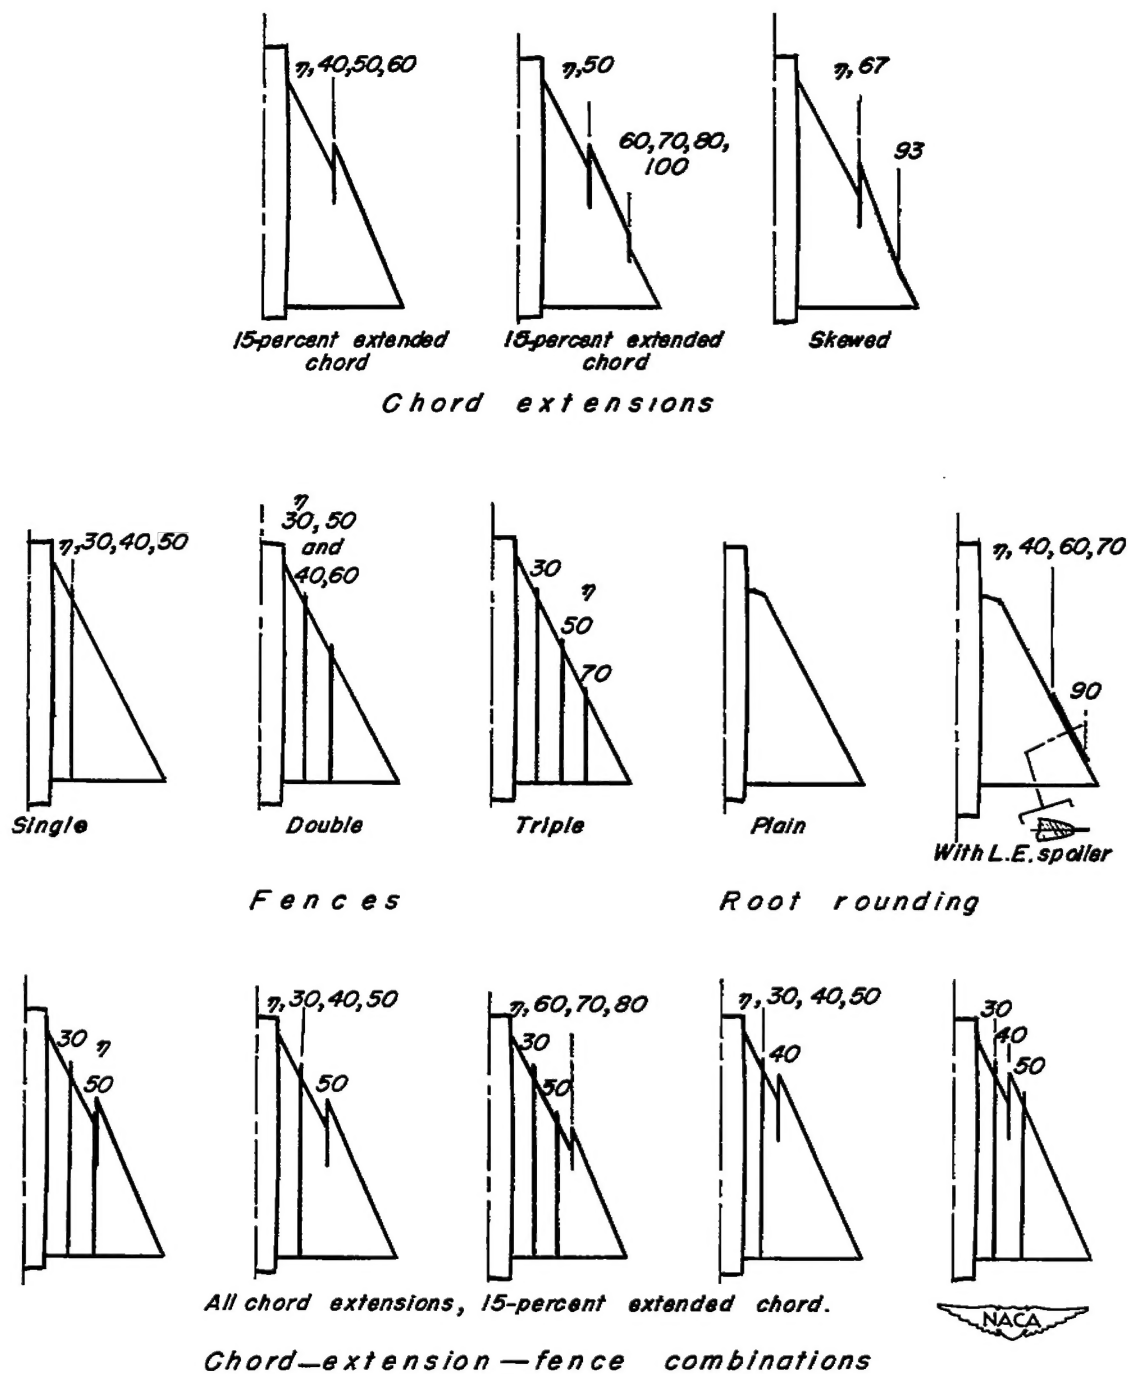 η, 40, 50, 60
η, 50
60, 70, 80,
100
η, 67
93
15-percent extended
chord
15-percent extended
chord
Skewed
Chord extensions
η, 30, 40, 50
η
30, 50
and
40, 60
30
η
50
70
η, 40, 60, 70
90
Single
Double
Triple
Plain
With L.E. spoiler
Fences
Root rounding
30 η
50
η, 30, 40, 50
50
η, 60, 70, 80
30
50
η, 30, 40, 50
40
30
40
50
All chord extensions, 15-percent extended chord.
NACA
Chord—extension—fence combinations